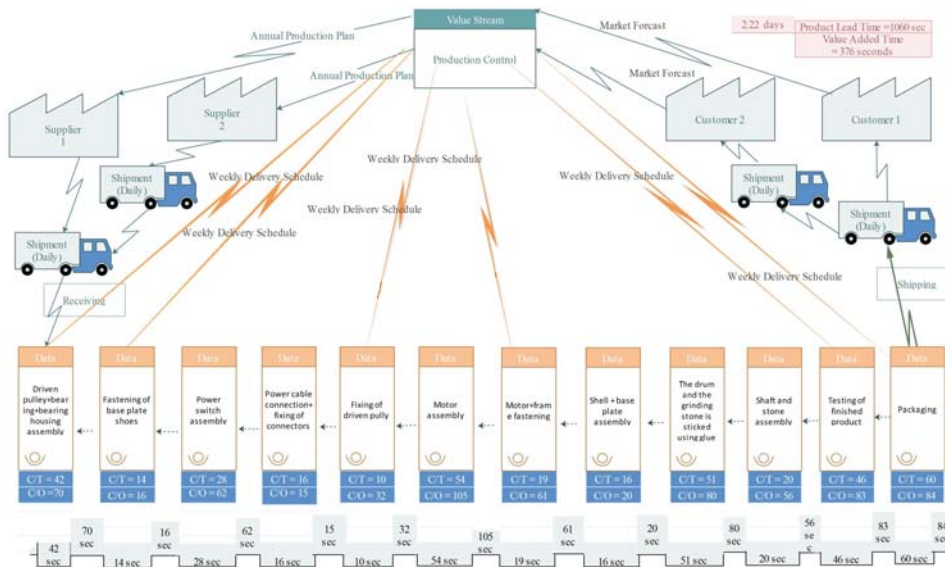 Value Stream
Production Control
Annual Production Plan
Annual Production Plan
Market Forcast
Market Forcast
2.22 days
Product Lead Time =1060 sec
Value Added Time
= 376 seconds
Supplier
1
Supplier
2
Customer 2
Customer 1
Shipment
(Daily)
Shipment
(Daily)
Shipment
(Daily)
Shipment
(Daily)
Weekly Delivery Schedule
Weekly Delivery Schedule
Weekly Delivery Schedule
Weekly Delivery Schedule
Weekly Delivery Schedule
Weekly Delivery Schedule
Receiving
Shipping
Data
Driven
pulley+bear
ing+bearing
housing
assembly
C/T = 42
C/O =70
Data
Fastening of
base plate
shoes
C/T = 14
C/O = 16
Data
Power
switch
assembly
C/T = 28
C/O = 62
Data
Power cable
connection+
fixing of
connectors
C/T = 16
C/O = 15
Data
Fixing of
driven pully
C/T = 10
C/O = 32
Data
Motor
assembly
C/T = 54
C/O = 105
Data
Motor+fram
e fastening
C/T = 19
C/O = 61
Data
Shell + base
plate assembly
C/T = 16
C/O = 20
Data
The drum
and the
grinding
stone is
sticked
using glue
C/T = 51
C/O = 80
Data
Shaft and
stone assembly
C/T = 20
C/O = 56
Data
Testing of
finished
product
C/T = 46
C/O = 83
Data
Packaging
C/T = 60
C/O = 84
42
sec
70
sec
14 sec
16
sec
28 sec
62
sec
16 sec
15
sec
10 sec
32
sec
54 sec
105
sec
19 sec
61
sec
16 sec
20
sec
51 sec
80
sec
20 sec
56
se
c
46 sec
83
sec
60 sec
84
sec